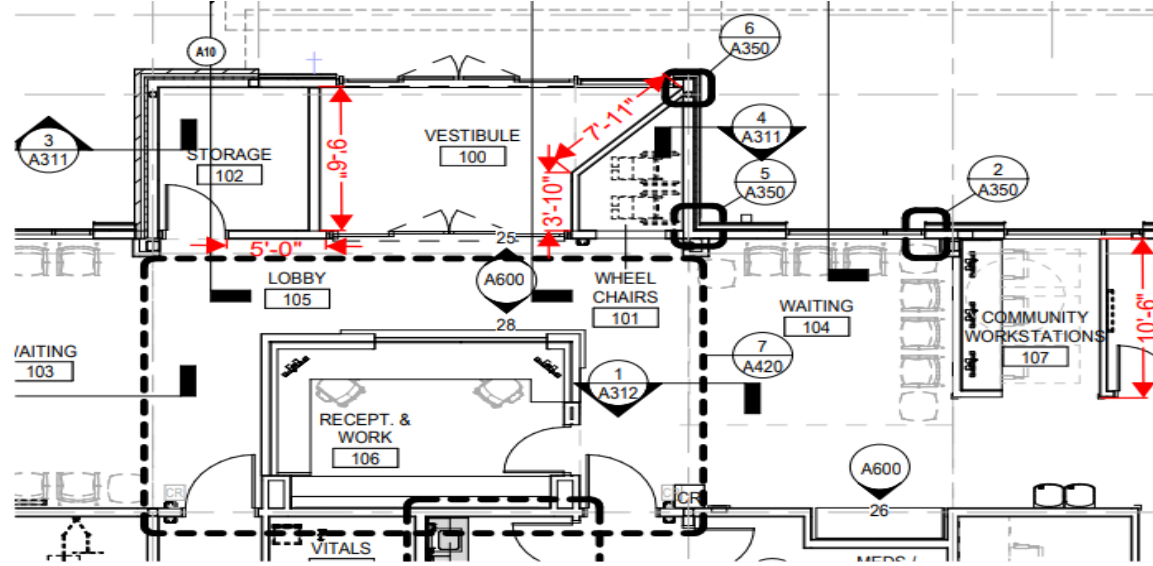 6
A350
A10
7'-11"
3
A311
VESTIBULE
100
4
A311
STORAGE
102
9'-6"
5
A350
2
A350
3'-10"
5'-0"
25
LOBBY
105
A600
WHEEL
CHAIRS
101
WAITING
104
COMMUNITY
WORKSTATIONS
107
10'-6"
28
WAITING
103
7
A420
1
A312
RECEPT. &
WORK
106
A600
26
CR
CR
CR
VITALS
MEDS /